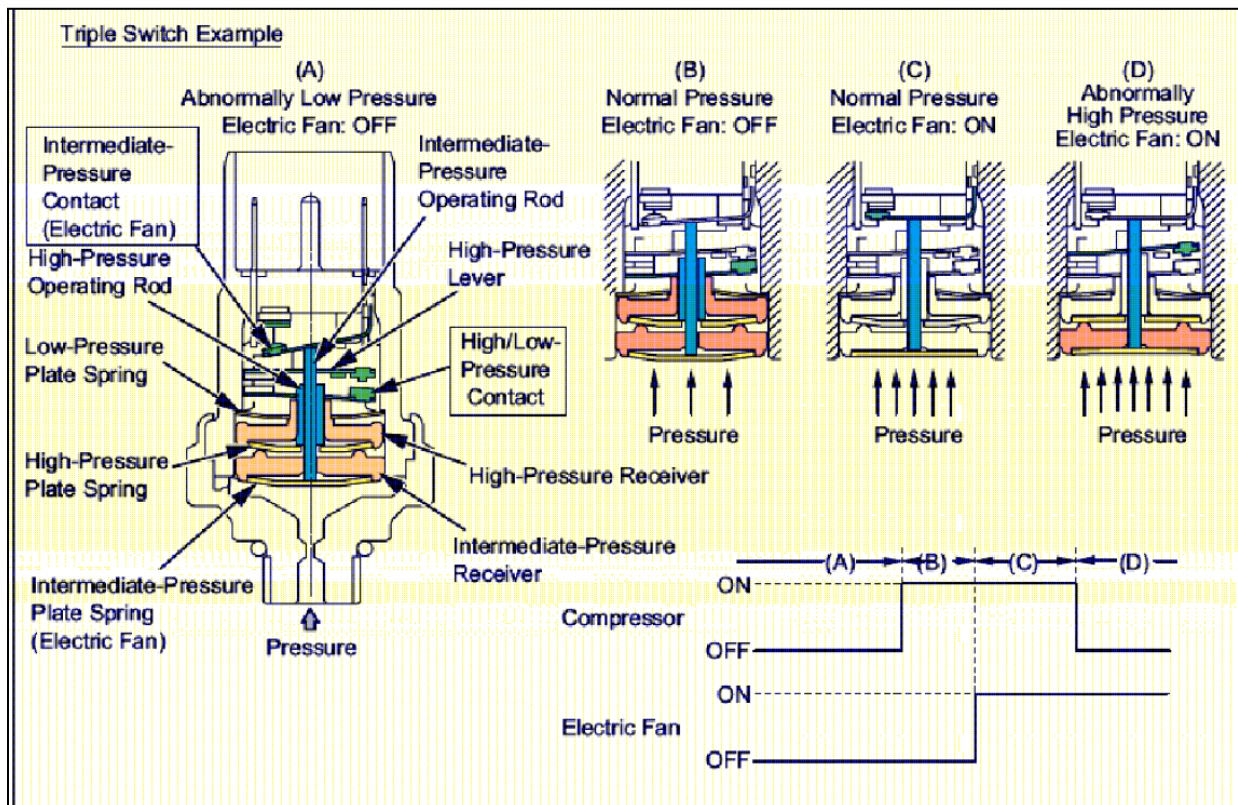 Triple Switch Example
(A)
Abnormally Low Pressure
Electric Fan: OFF
(B)
Normal Pressure
Electric Fan: OFF
(C)
Normal Pressure
Electric Fan: ON
(D)
Abnormally
High Pressure
Electric Fan: ON
Intermediate-
Pressure
Contact
(Electric Fan)
High-Pressure
Operating Rod
Low-Pressure
Plate Spring
High-Pressure
Plate Spring
Intermediate-Pressure
Plate Spring
(Electric Fan)
Intermediate-
Pressure
Operating Rod
High-Pressure
Lever
High/Low-
Pressure
Contact
High-Pressure Receiver
Intermediate-Pressure
Receiver
Pressure
Pressure
Pressure
Pressure
(A)
(B)
(C)
(D)
ON
Compressor
OFF
ON
Electric Fan
OFF